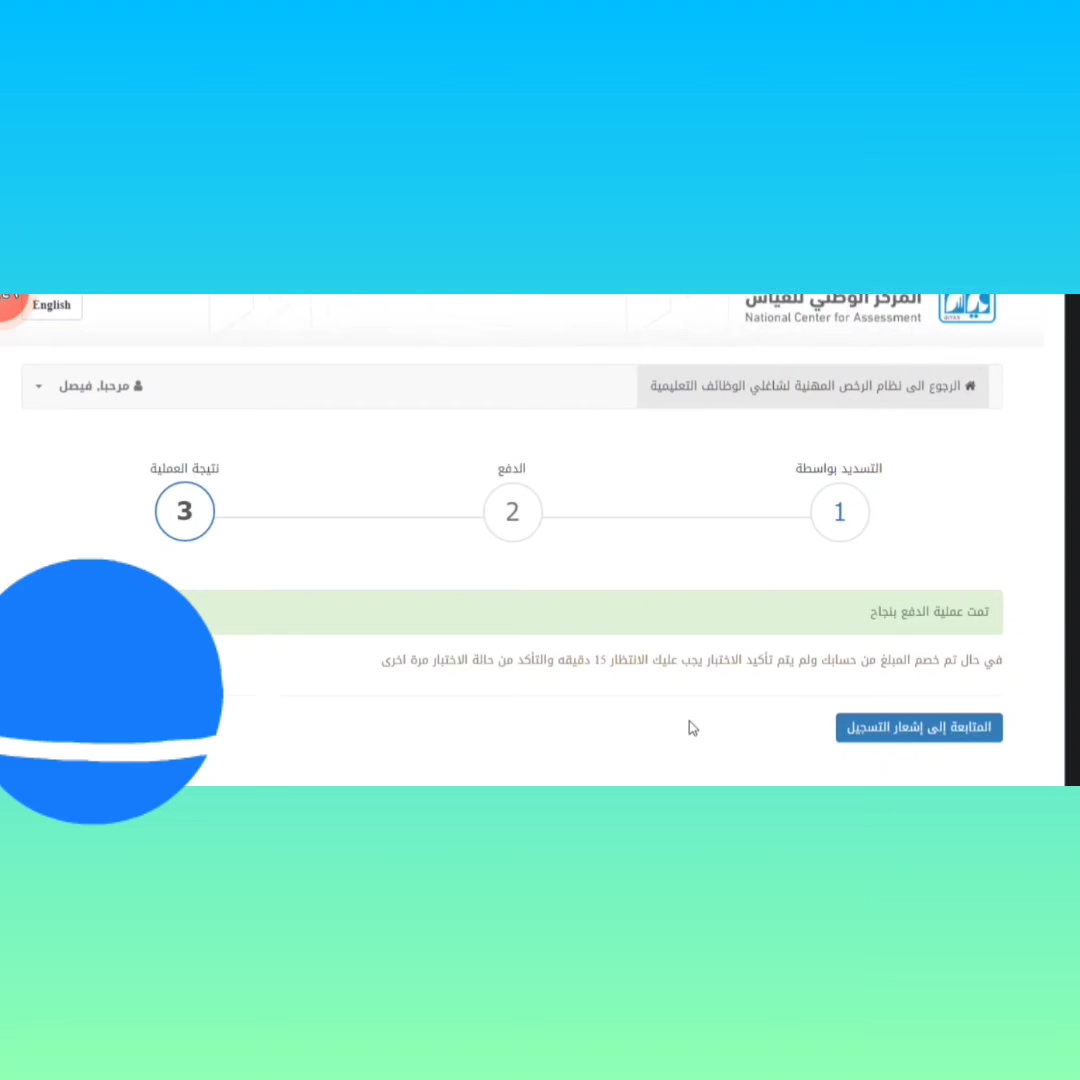 المركز الوطني للقياس
National Center for Assessment
English
الرجوع الى نظام الرخص المهنية لشاغلي الوظائف التعليمية
مرحبا, فيصل
التسديد بواسطة
الدفع
نتيجة العملية
1
2
3
تمت عملية الدفع بنجاح
في حال تم خصم المبلغ من حسابك ولم يتم تأكيد الاختبار يجب عليك الانتظار 15 دقيقه والتأكد من حالة الاختبار مرة اخرى
المتابعة إلى إشعار التسجيل